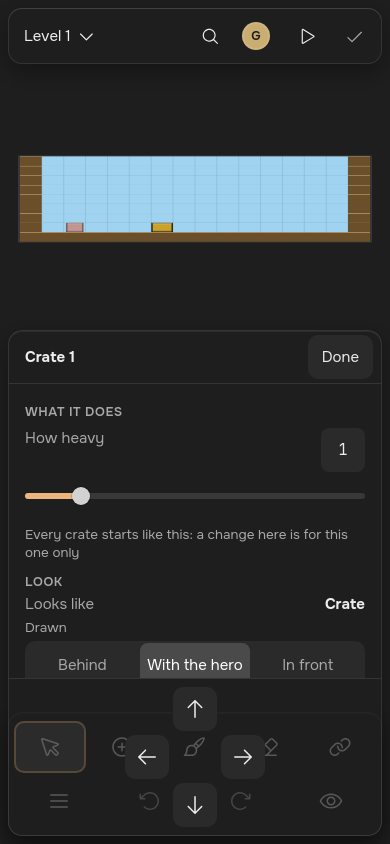 Level 1
G
Crate 1
Done
WHAT IT DOES
How heavy
1
Every crate starts like this: a change here is for this
one only
LOOK
Looks like
Crate
Drawn
Behind
With the hero
In front